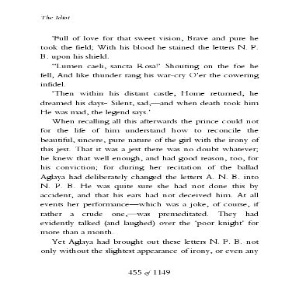 The Idiot
"Full of love for that sweet vision, Brave and pure he
took the field; With his blood he stained the letters N. P.
B. upon his shield.
"'Lumen caeli, sancta Rosa!' Shouting on the foe he
fell, And like thunder rang his war-cry O'er the cowering
infidel.
"Then within his distant castle, Home returned, he
dreamed his days- Silent, sad,—and when death took him
He was mad, the legend says.'
When recalling all this afterwards the prince could not
for the life of him understand how to reconcile the
beautiful, sincere, pure nature of the girl with the irony of
this jest. That it was a jest there was no doubt whatever;
he knew that well enough, and had good reason, too, for
his conviction; for during her recitation of the ballad
Aglaya had deliberately changed the letters A. N. B. into
N. P. B. He was quite sure she had not done this by
accident, and that his ears had not deceived him. At all
events her performance—which was a joke, of course, if
rather a crude one,—was premeditated. They had
evidently talked (and laughed) over the 'poor knight' for
more than a month.
Yet Aglaya had brought out these letters N. P. B. not
only without the slightest appearance of irony, or even any
455 of 1149